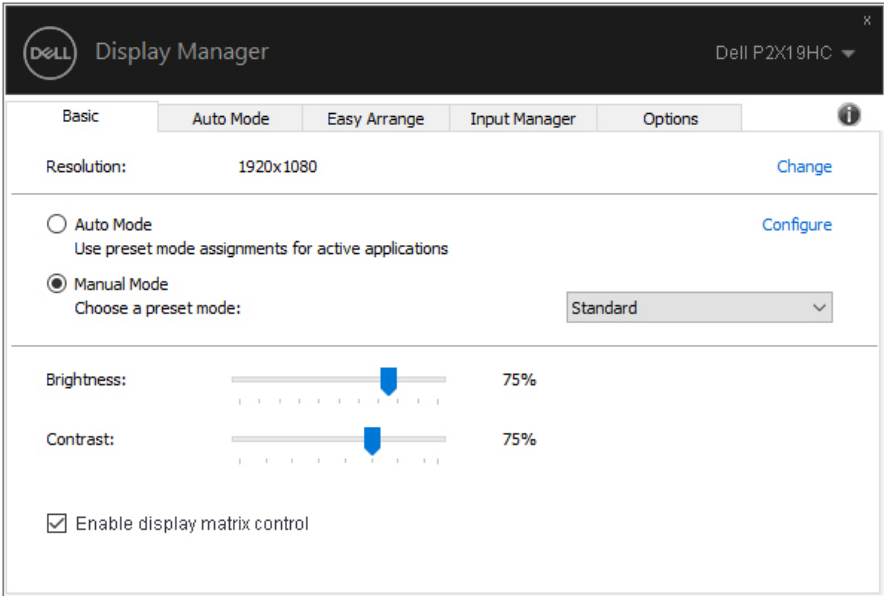 x
DELL Display Manager Dell P2X19HC
Basic Auto Mode Easy Arrange Input Manager Options i
Resolution: 1920x1080 Change
Auto Mode Configure
Use preset mode assignments for active applications
Manual Mode
Choose a preset mode: Standard
Brightness: 75%
Contrast: 75%
Enable display matrix control